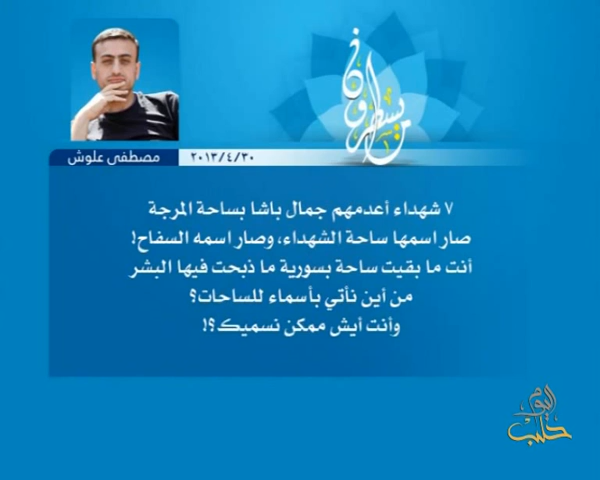 مما يسطرون
مصطفى علوش
٢٠١٣/٤/٣٠
٧ شهداء أعدمهم جمال باشا بساحة المرجة
صار اسمها ساحة الشهداء، وصار اسمه السفاح!
أنت ما بقيت ساحة بسورية ما ذبحت فيها البشر
من أين نأتي بأسماء للساحات؟
وأنت أيش ممكن نسميك؟!
حلب اليوم